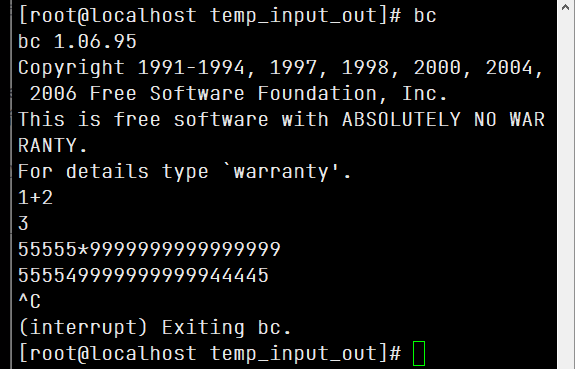 [root@localhost temp_input_out]# bc
bc 1.06.95
Copyright 1991-1994, 1997, 1998, 2000, 2004,
 2006 Free Software Foundation, Inc.
This is free software with ABSOLUTELY NO WAR
RANTY.
For details type `warranty'.
1+2
3
55555*9999999999999999
555549999999999944445
^C
(interrupt) Exiting bc.
[root@localhost temp_input_out]#